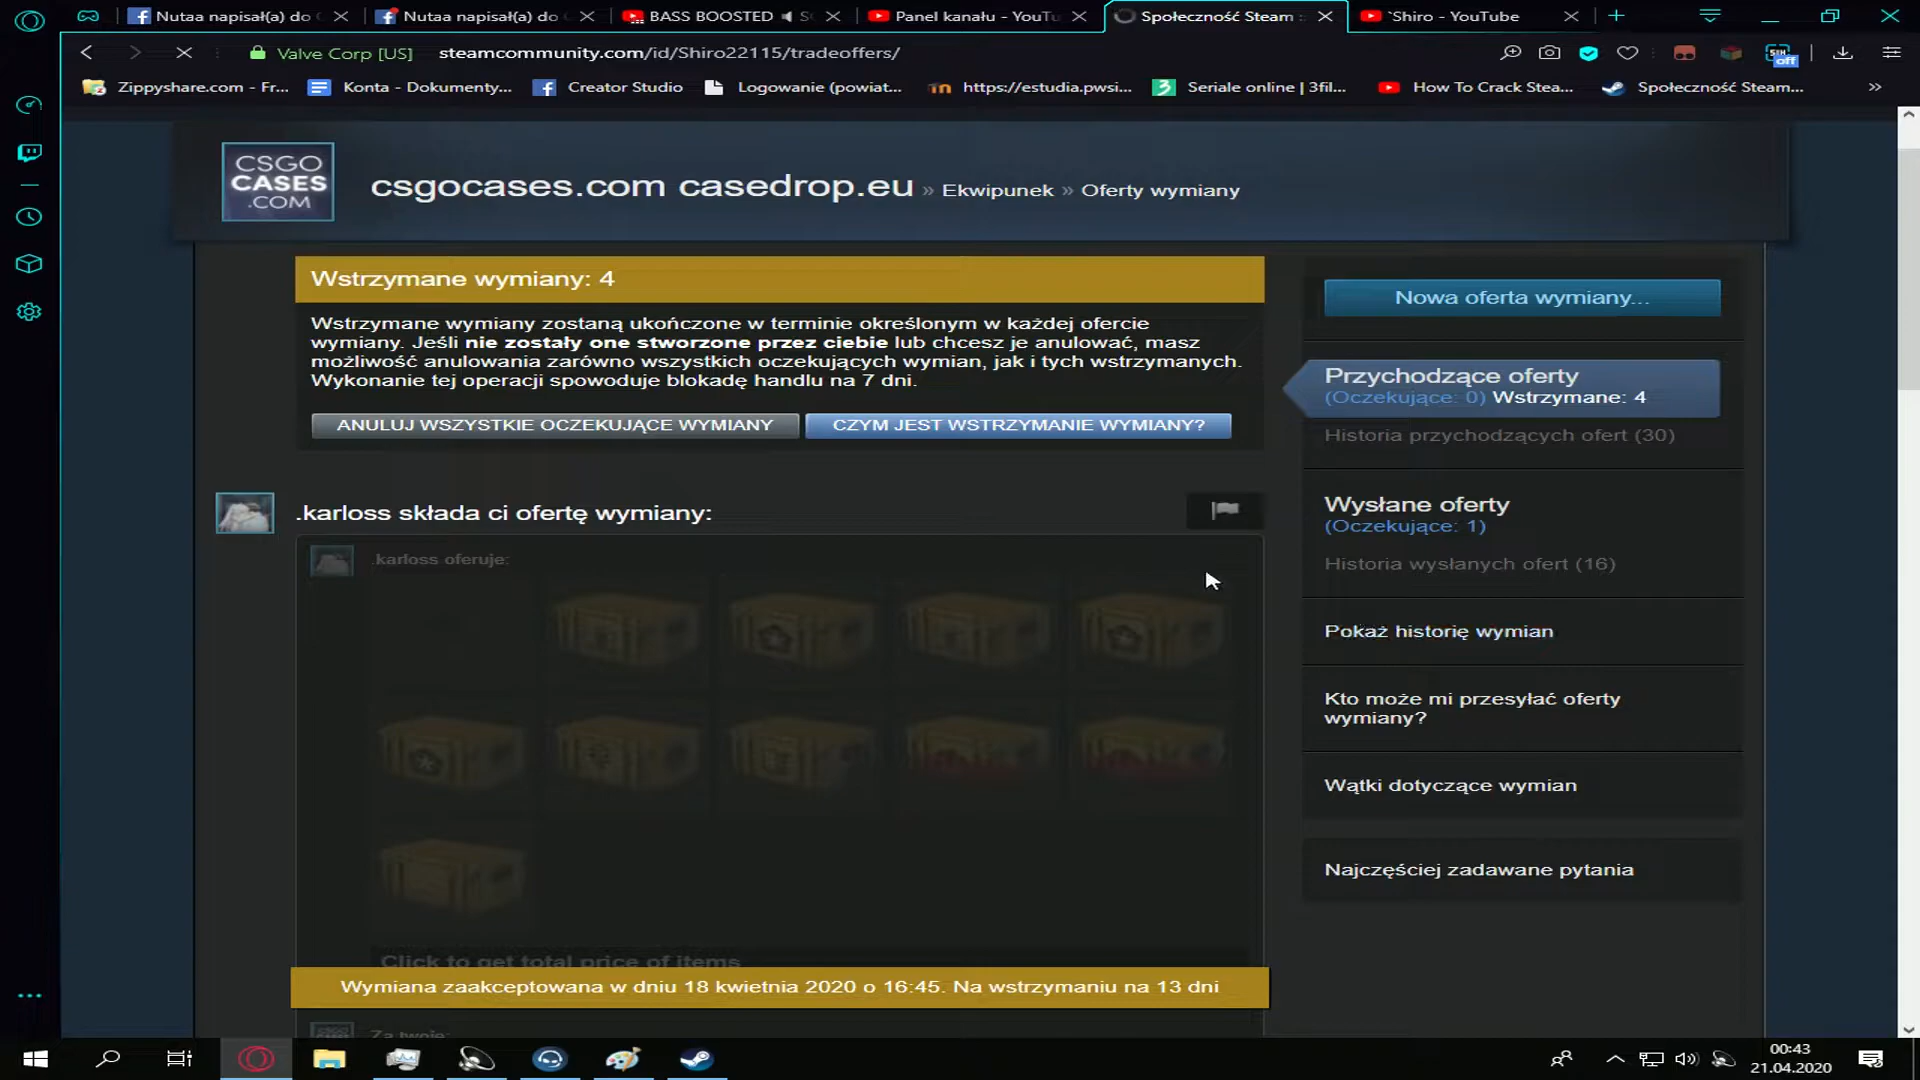 Nutaa napisał(a) do
Nutaa napisał(a) do
BASS BOOSTED
Panel kanału - YouTu
Społeczność Steam ::
`Shiro - YouTube
Valve Corp [US]
steamcommunity.com/id/Shiro22115/tradeoffers/
off
Zippyshare.com - Fr...
Konta - Dokumenty...
Creator Studio
Logowanie (powiat...
https://estudia.pwsi...
Seriale online | 3fil...
How To Crack Stea...
Społeczność Steam...
»
CSGO
CASES
.COM
csgocases.com casedrop.eu » Ekwipunek » Oferty wymiany
Wstrzymane wymiany: 4
Wstrzymane wymiany zostaną ukończone w terminie określonym w każdej ofercie
wymiany. Jeśli nie zostały one stworzone przez ciebie lub chcesz je anulować, masz
możliwość anulowania zarówno wszystkich oczekujących wymian, jak i tych wstrzymanych.
Wykonanie tej operacji spowoduje blokadę handlu na 7 dni.
ANULUJ WSZYSTKIE OCZEKUJĄCE WYMIANY
CZYM JEST WSTRZYMANIE WYMIANY?
.karloss składa ci ofertę wymiany:
.karloss oferuje:
Click to get total price of items
Wymiana zaakceptowana w dniu 18 kwietnia 2020 o 16:45. Na wstrzymaniu na 13 dni
Za twoje:
Nowa oferta wymiany...
Przychodzące oferty
(Oczekujące: 0) Wstrzymane: 4
Historia przychodzących ofert (30)
Wysłane oferty
(Oczekujące: 1)
Historia wysłanych ofert (16)
Pokaż historię wymian
Kto może mi przesyłać oferty
wymiany?
Wątki dotyczące wymian
Najczęściej zadawane pytania
00:43
21.04.2020